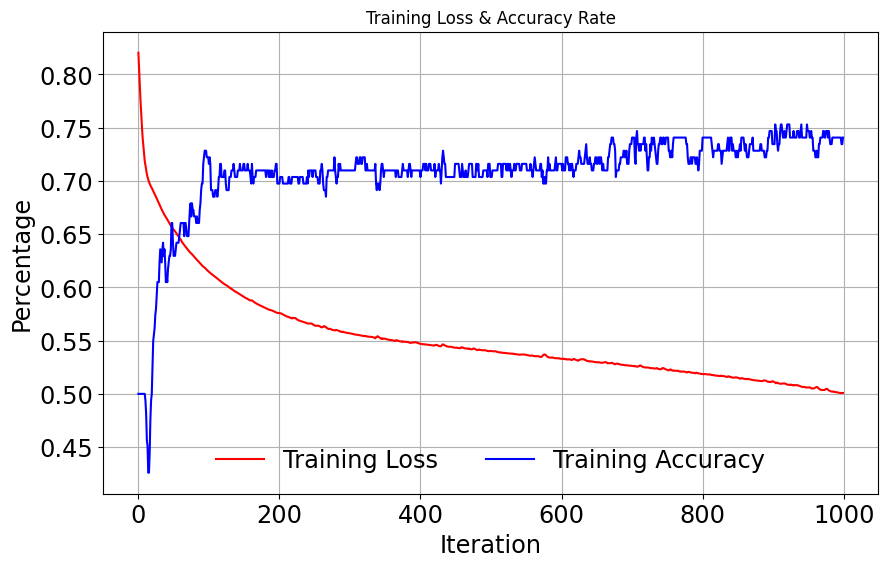 Training Loss & Accuracy Rate
0.80
0.75
0.70
0.65
0.60
0.55
0.50
0.45
Percentage
Training Loss Training Accuracy
0 200 400 600 800 1000
Iteration